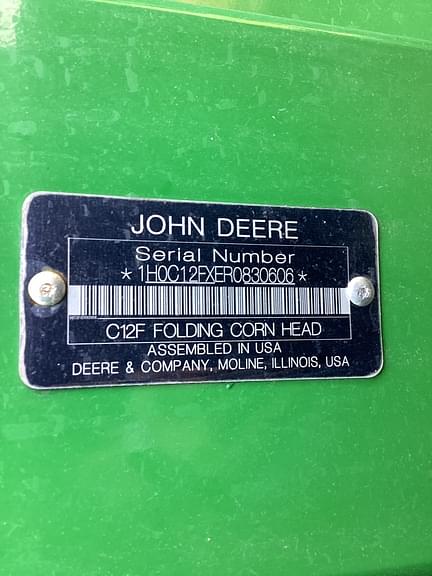 JOHN DEERE
Serial Number
*1H0C12FXER0830606*
C12F FOLDING CORN HEAD
ASSEMBLED IN USA
DEERE & COMPANY, MOLINE, ILLINOIS, USA